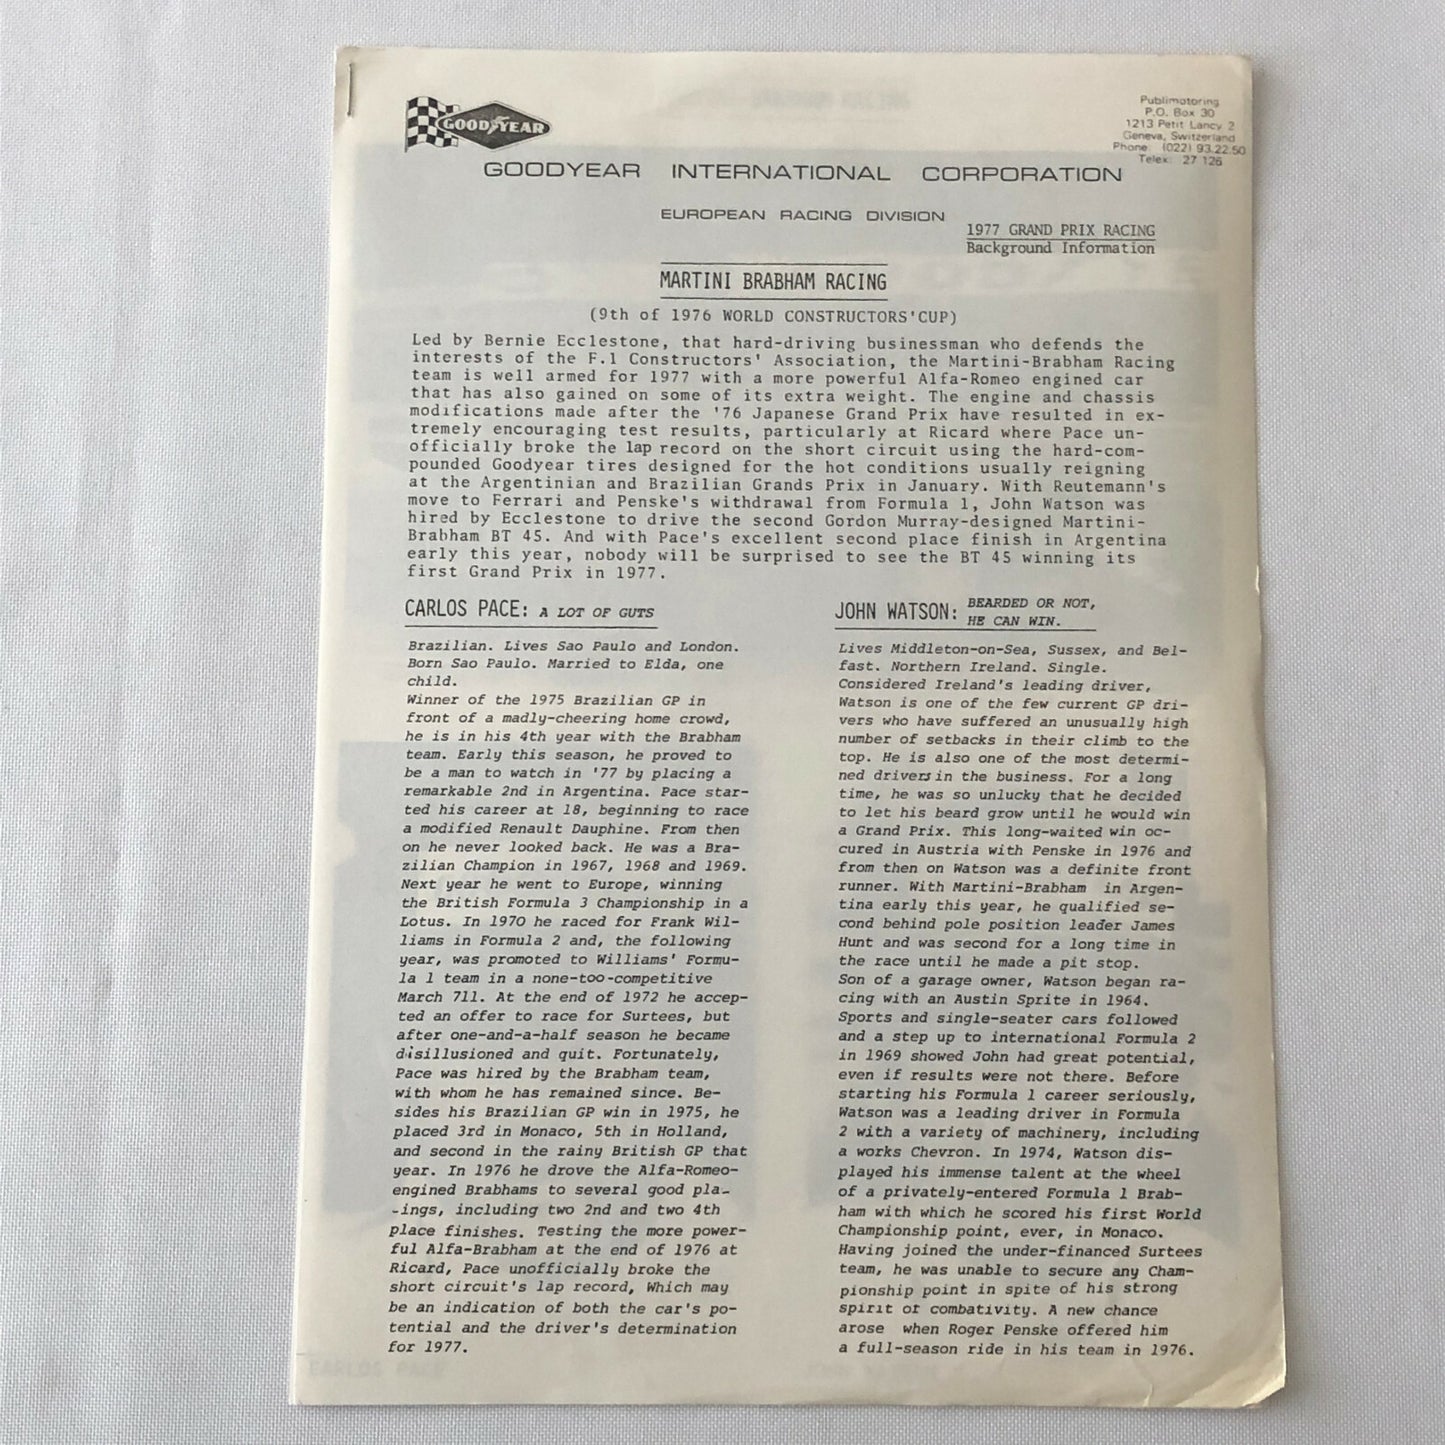 GOODYEAR
Publimotoring
P.O. Box 30
1213 Petit Lancy 2
Geneva, Switzerland
Phone: (022) 93.22.50
Telex: 27 126
GOODYEAR INTERNATIONAL CORPORATION
EUROPEAN RACING DIVISION
1977 GRAND PRIX RACING
Background Information
MARTINI BRABHAM RACING
(9th of 1976 WORLD CONSTRUCTORS'CUP)
Led by Bernie Ecclestone, that hard-driving businessman who defends the
interests of the F.1 Constructors' Association, the Martini-Brabham Racing
team is well armed for 1977 with a more powerful Alfa-Romeo engined car
that has also gained on some of its extra weight. The engine and chassis
modifications made after the '76 Japanese Grand Prix have resulted in ex-
tremely encouraging test results, particularly at Ricard where Pace un-
officially broke the lap record on the short circuit using the hard-com-
pounded Goodyear tires designed for the hot conditions usually reigning
at the Argentinian and Brazilian Grands Prix in January. With Reutemann's
move to Ferrari and Penske's withdrawal from Formula 1, John Watson was
hired by Ecclestone to drive the second Gordon Murray-designed Martini-
Brabham BT 45. And with Pace's excellent second place finish in Argentina
early this year, nobody will be surprised to see the BT 45 winning its
first Grand Prix in 1977.
CARLOS PACE: A LOT OF GUTS
Brazilian. Lives Sao Paulo and London.
Born Sao Paulo. Married to Elda, one
child.
Winner of the 1975 Brazilian GP in
front of a madly-cheering home crowd,
he is in his 4th year with the Brabham
team. Early this season, he proved to
be a man to watch in '77 by placing a
remarkable 2nd in Argentina. Pace star-
ted his career at 18, beginning to race
a modified Renault Dauphine. From then
on he never looked back. He was a Bra-
zilian Champion in 1967, 1968 and 1969.
Next year he went to Europe, winning
the British Formula 3 Championship in a
Lotus. In 1970 he raced for Frank Wil-
liams in Formula 2 and, the following
year, was promoted to Williams' Formu-
la 1 team in a none-too-competitive
March 711. At the end of 1972 he accep-
ted an offer to race for Surtees, but
after one-and-a-half season he became
disillusioned and quit. Fortunately,
Pace was hired by the Brabham team,
with whom he has remained since. Be-
sides his Brazilian GP win in 1975, he
placed 3rd in Monaco, 5th in Holland,
and second in the rainy British GP that
year. In 1976 he drove the Alfa-Romeo-
engined Brabhams to several good pla-
-ings, including two 2nd and two 4th
place finishes. Testing the more power-
ful Alfa-Brabham at the end of 1976 at
Ricard, Pace unofficially broke the
short circuit's lap record, Which may
be an indication of both the car's po-
tential and the driver's determination
for 1977.
JOHN WATSON: BEARDED OR NOT,
HE CAN WIN.
Lives Middleton-on-Sea, Sussex, and Bel-
fast. Northern Ireland. Single.
Considered Ireland's leading driver,
Watson is one of the few current GP dri-
vers who have suffered an unusually high
number of setbacks in their climb to the
top. He is also one of the most determi-
ned drivers in the business. For a long
time, he was so unlucky that he decided
to let his beard grow until he would win
a Grand Prix. This long-waited win oc-
cured in Austria with Penske in 1976 and
from then on Watson was a definite front
runner. With Martini-Brabham in Argen-
tina early this year, he qualified se-
cond behind pole position leader James
Hunt and was second for a long time in
the race until he made a pit stop.
Son of a garage owner, Watson began ra-
cing with an Austin Sprite in 1964.
Sports and single-seater cars followed
and a step up to international Formula 2
in 1969 showed John had great potential,
even if results were not there. Before
starting his Formula 1 career seriously,
Watson was a leading driver in Formula
2 with a variety of machinery, including
a works Chevron. In 1974, Watson dis-
played his immense talent at the wheel
of a privately-entered Formula 1 Brab-
ham with which he scored his first World
Championship point, ever, in Monaco.
Having joined the under-financed Surtees
team, he was unable to secure any Cham-
pionship point in spite of his strong
spirit of combativity. A new chance
arose when Roger Penske offered him
a full-season ride in his team in 1976.
CARLOS PACE